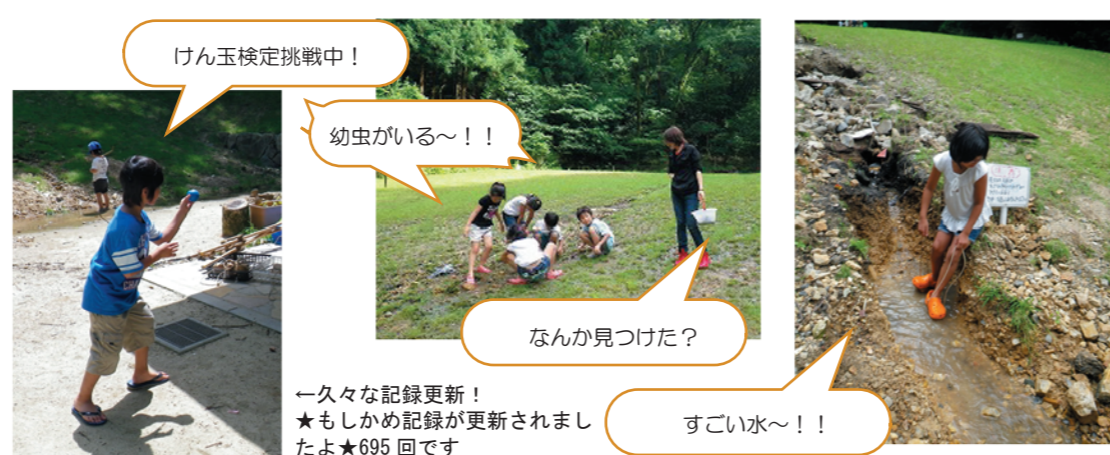 けん玉検定挑戦中！
幼虫がいる～！！
なんか見つけた？
←久々な記録更新！
★もしかめ記録が更新されまし
たよ★695 回です
すごい水～！！